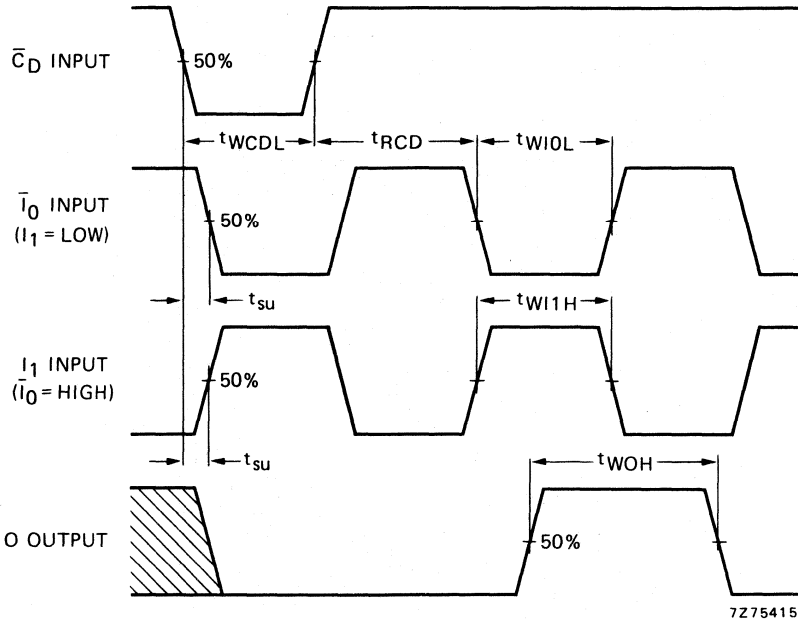 C̄D INPUT
50%
tWCDL
tRCD
tWI0L
Ī0 INPUT
(I1 = LOW)
50%
tsu
tWI1H
I1 INPUT
(Ī0 = HIGH)
50%
tsu
tWOH
O OUTPUT
50%
7Z75415